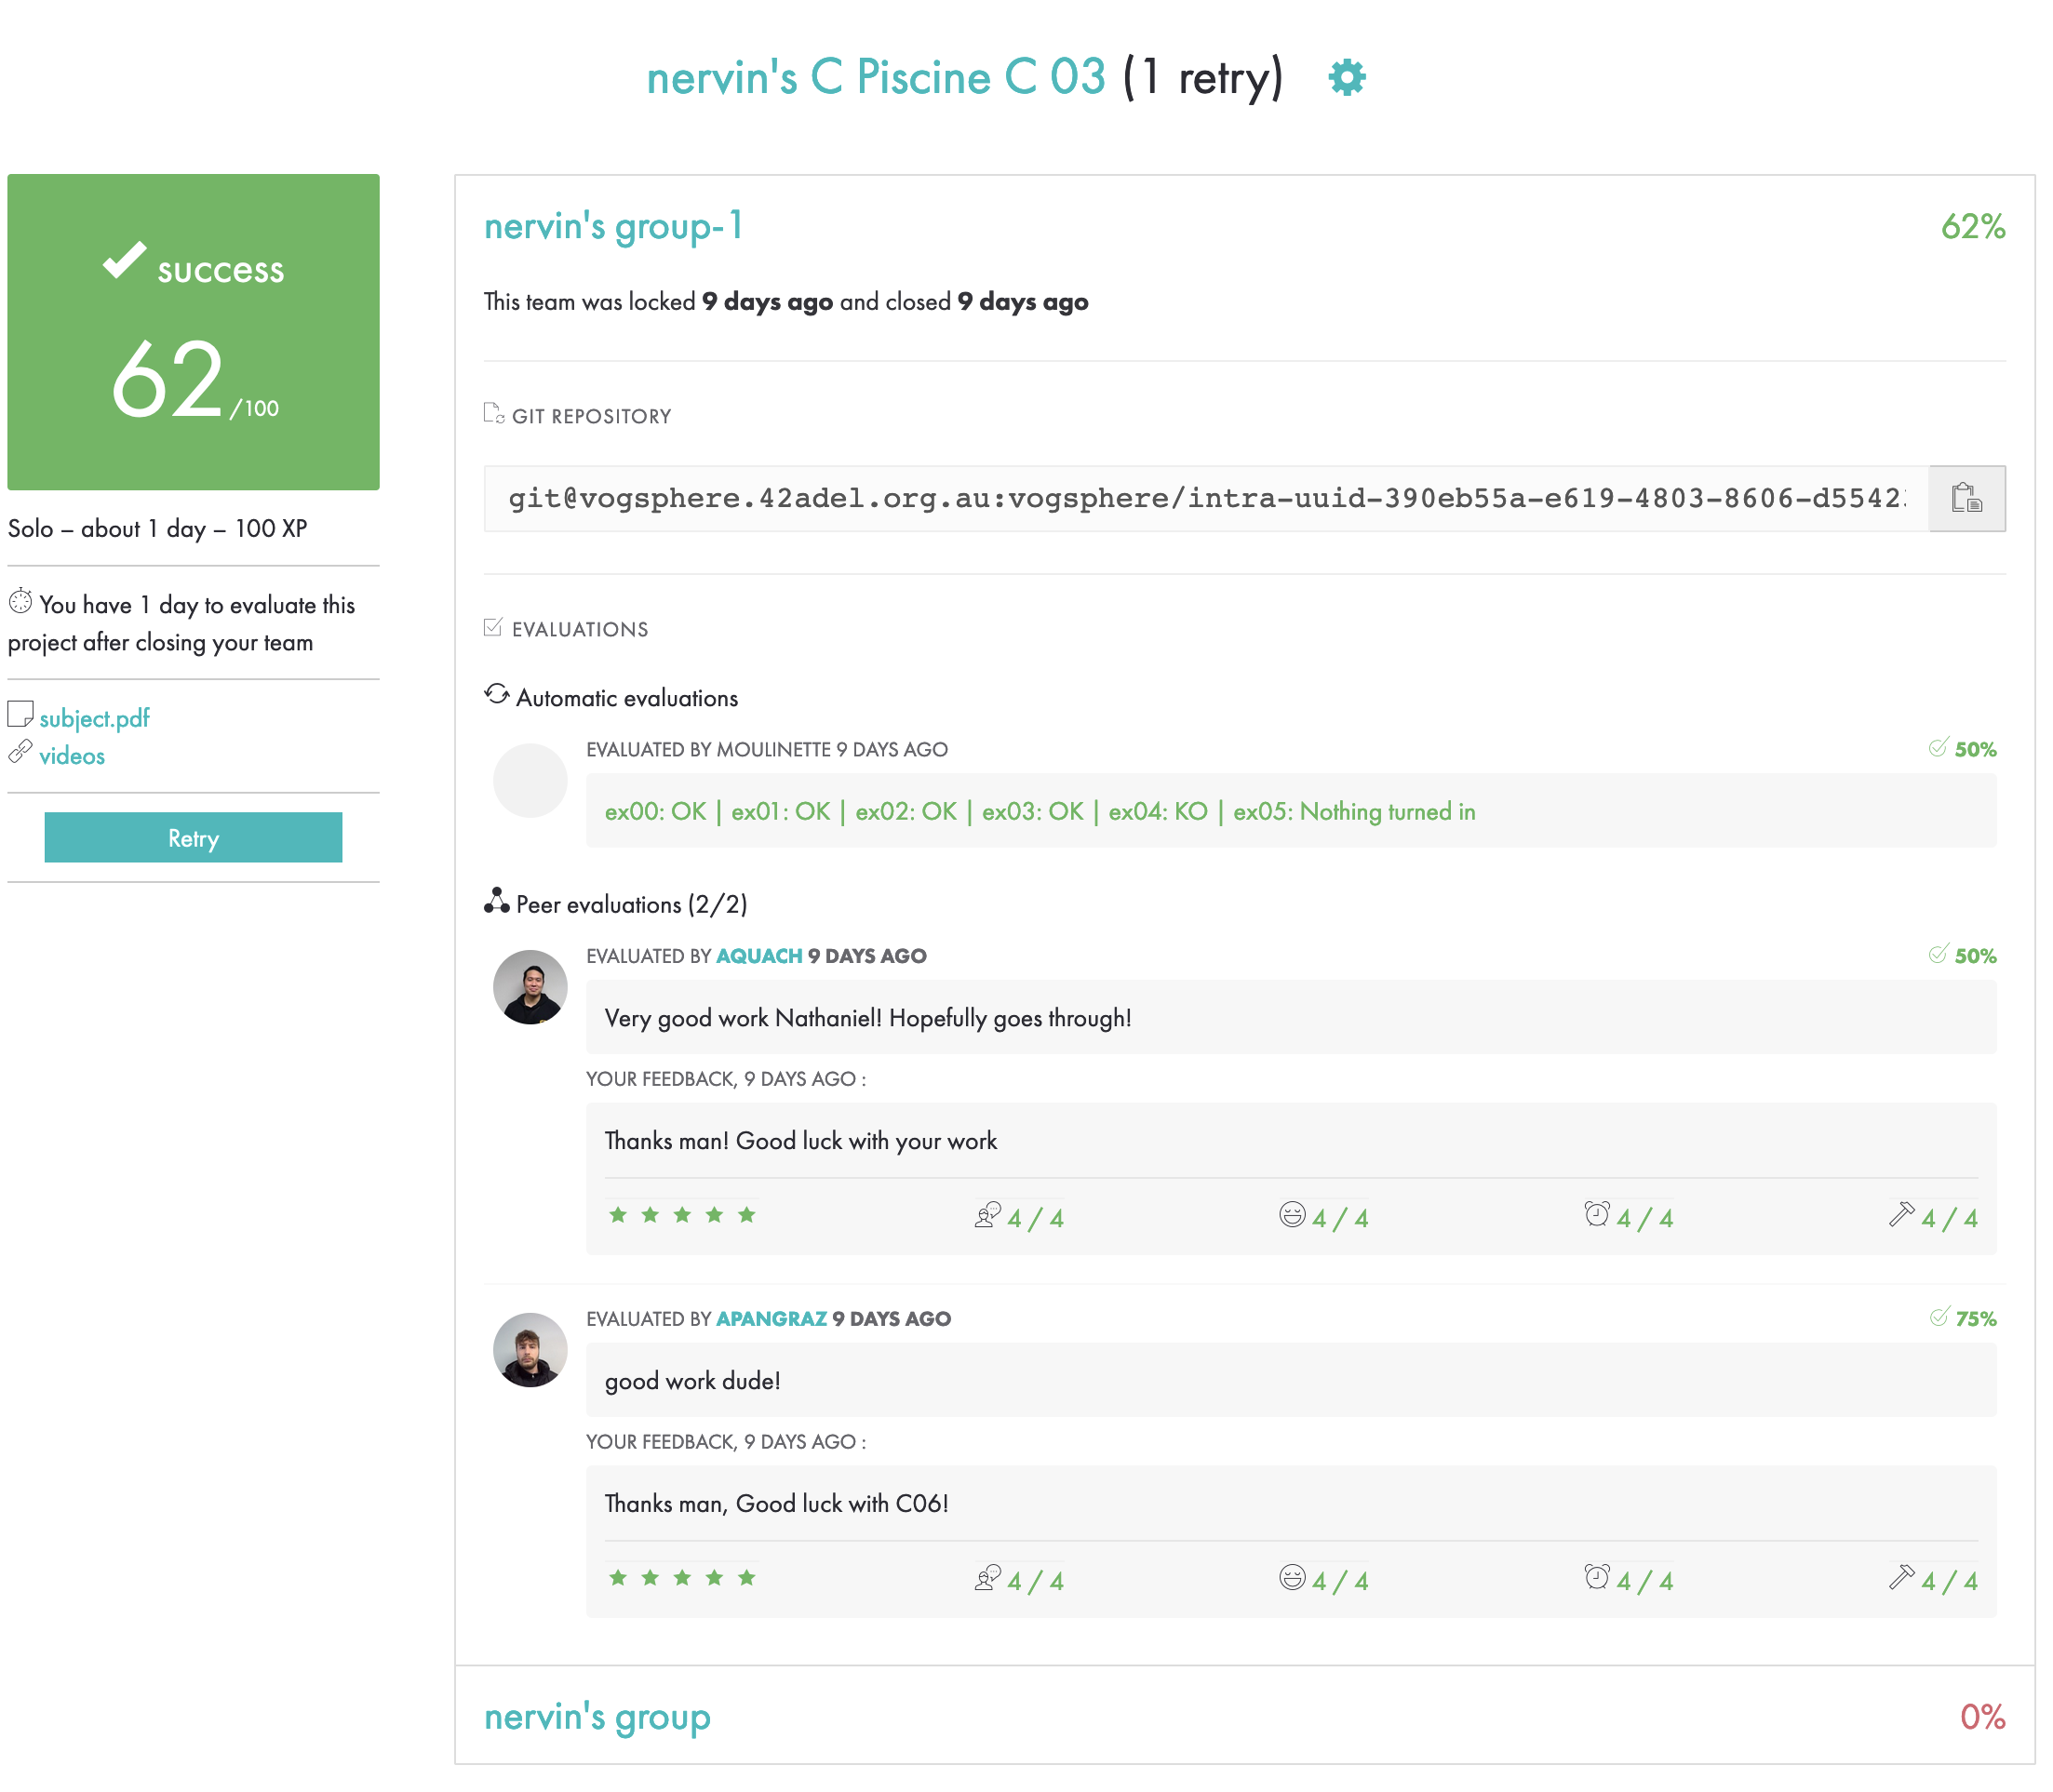 nervin's C Piscine C 03 (1 retry)
success
62 /100
Solo – about 1 day – 100 XP
You have 1 day to evaluate this
project after closing your team
subject.pdf
videos
Retry
nervin's group-1 62%
This team was locked 9 days ago and closed 9 days ago
GIT REPOSITORY
git@vogsphere.42adel.org.au:vogsphere/intra-uuid-390eb55a-e619-4803-8606-d5542
EVALUATIONS
Automatic evaluations
EVALUATED BY MOULINETTE 9 DAYS AGO 50%
ex00: OK | ex01: OK | ex02: OK | ex03: OK | ex04: KO | ex05: Nothing turned in
Peer evaluations (2/2)
EVALUATED BY AQUACH 9 DAYS AGO 50%
Very good work Nathaniel! Hopefully goes through!
YOUR FEEDBACK, 9 DAYS AGO :
Thanks man! Good luck with your work
4 / 4 4 / 4 4 / 4 4 / 4
EVALUATED BY APANGRAZ 9 DAYS AGO 75%
good work dude!
YOUR FEEDBACK, 9 DAYS AGO :
Thanks man, Good luck with C06!
4 / 4 4 / 4 4 / 4 4 / 4
nervin's group 0%